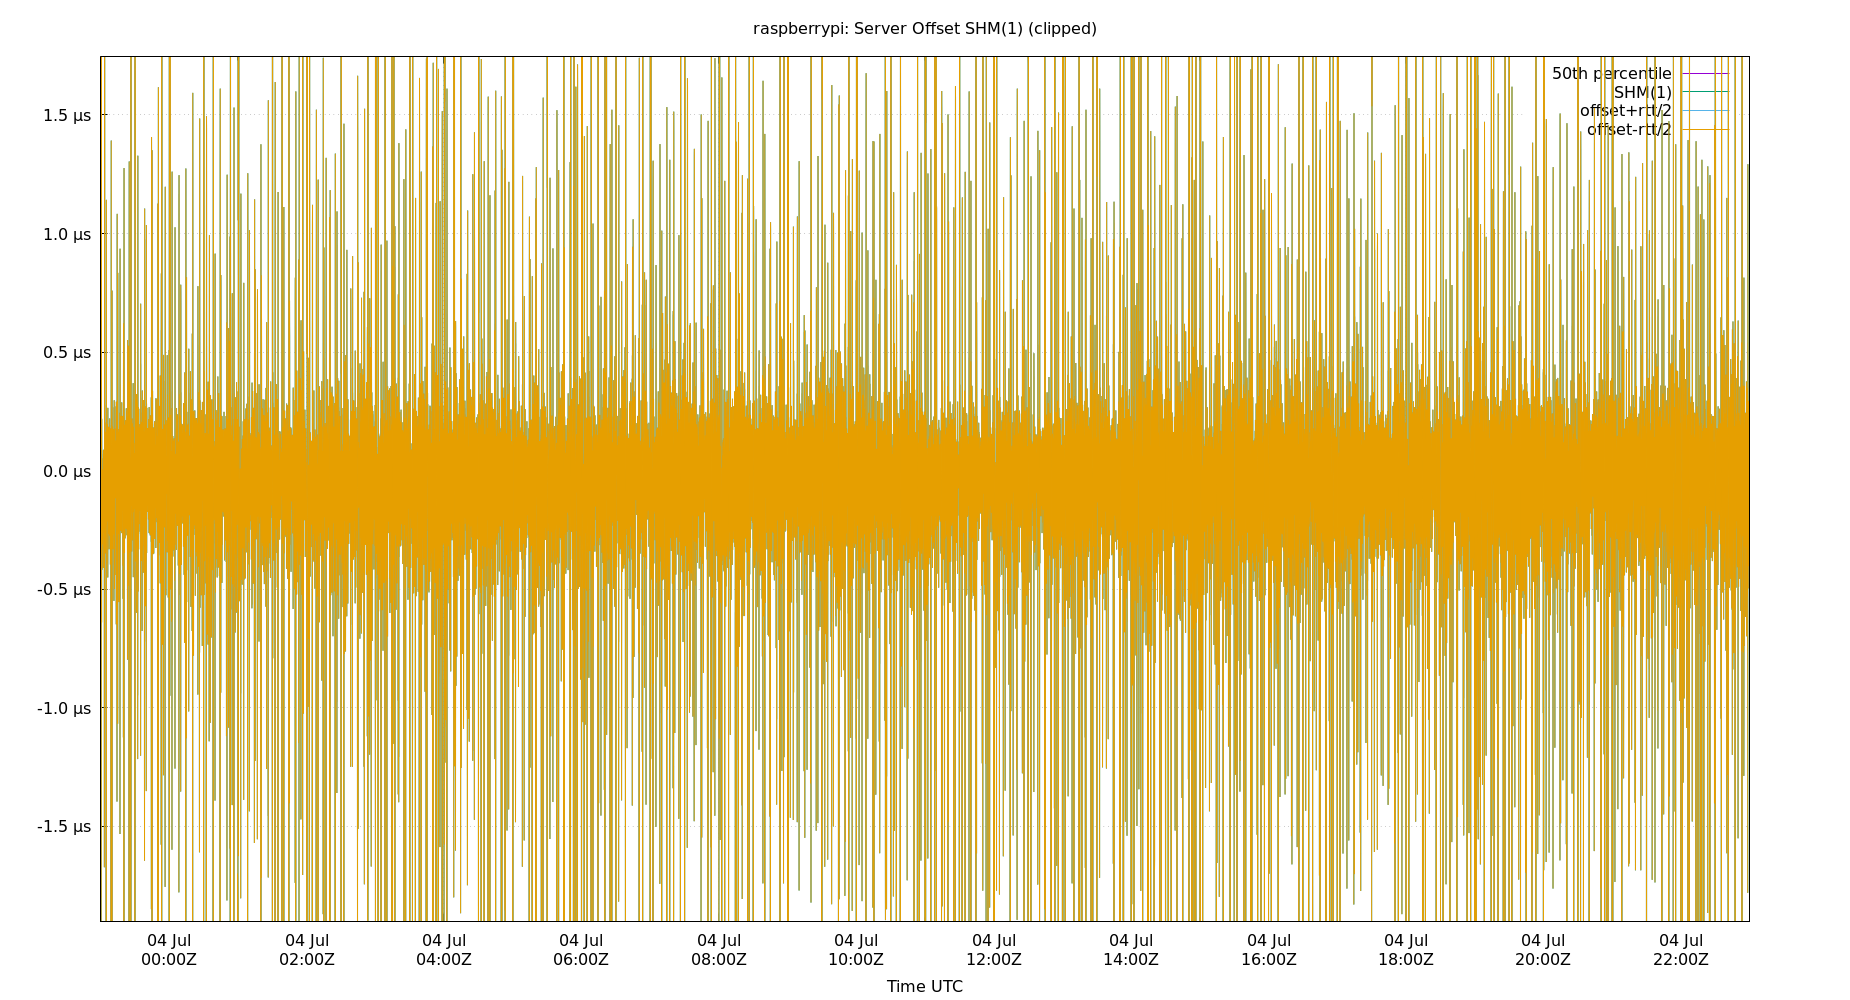 raspberrypi: Server Offset SHM(1) (clipped)
50th percentile
SHM(1)
offset+rtt/2
offset-rtt/2
1.5 µs
1.0 µs
0.5 µs
0.0 µs
-0.5 µs
-1.0 µs
-1.5 µs
04 Jul 04 Jul 04 Jul 04 Jul 04 Jul 04 Jul 04 Jul 04 Jul 04 Jul 04 Jul 04 Jul 04 Jul
00:00Z 02:00Z 04:00Z 06:00Z 08:00Z 10:00Z 12:00Z 14:00Z 16:00Z 18:00Z 20:00Z 22:00Z
Time UTC